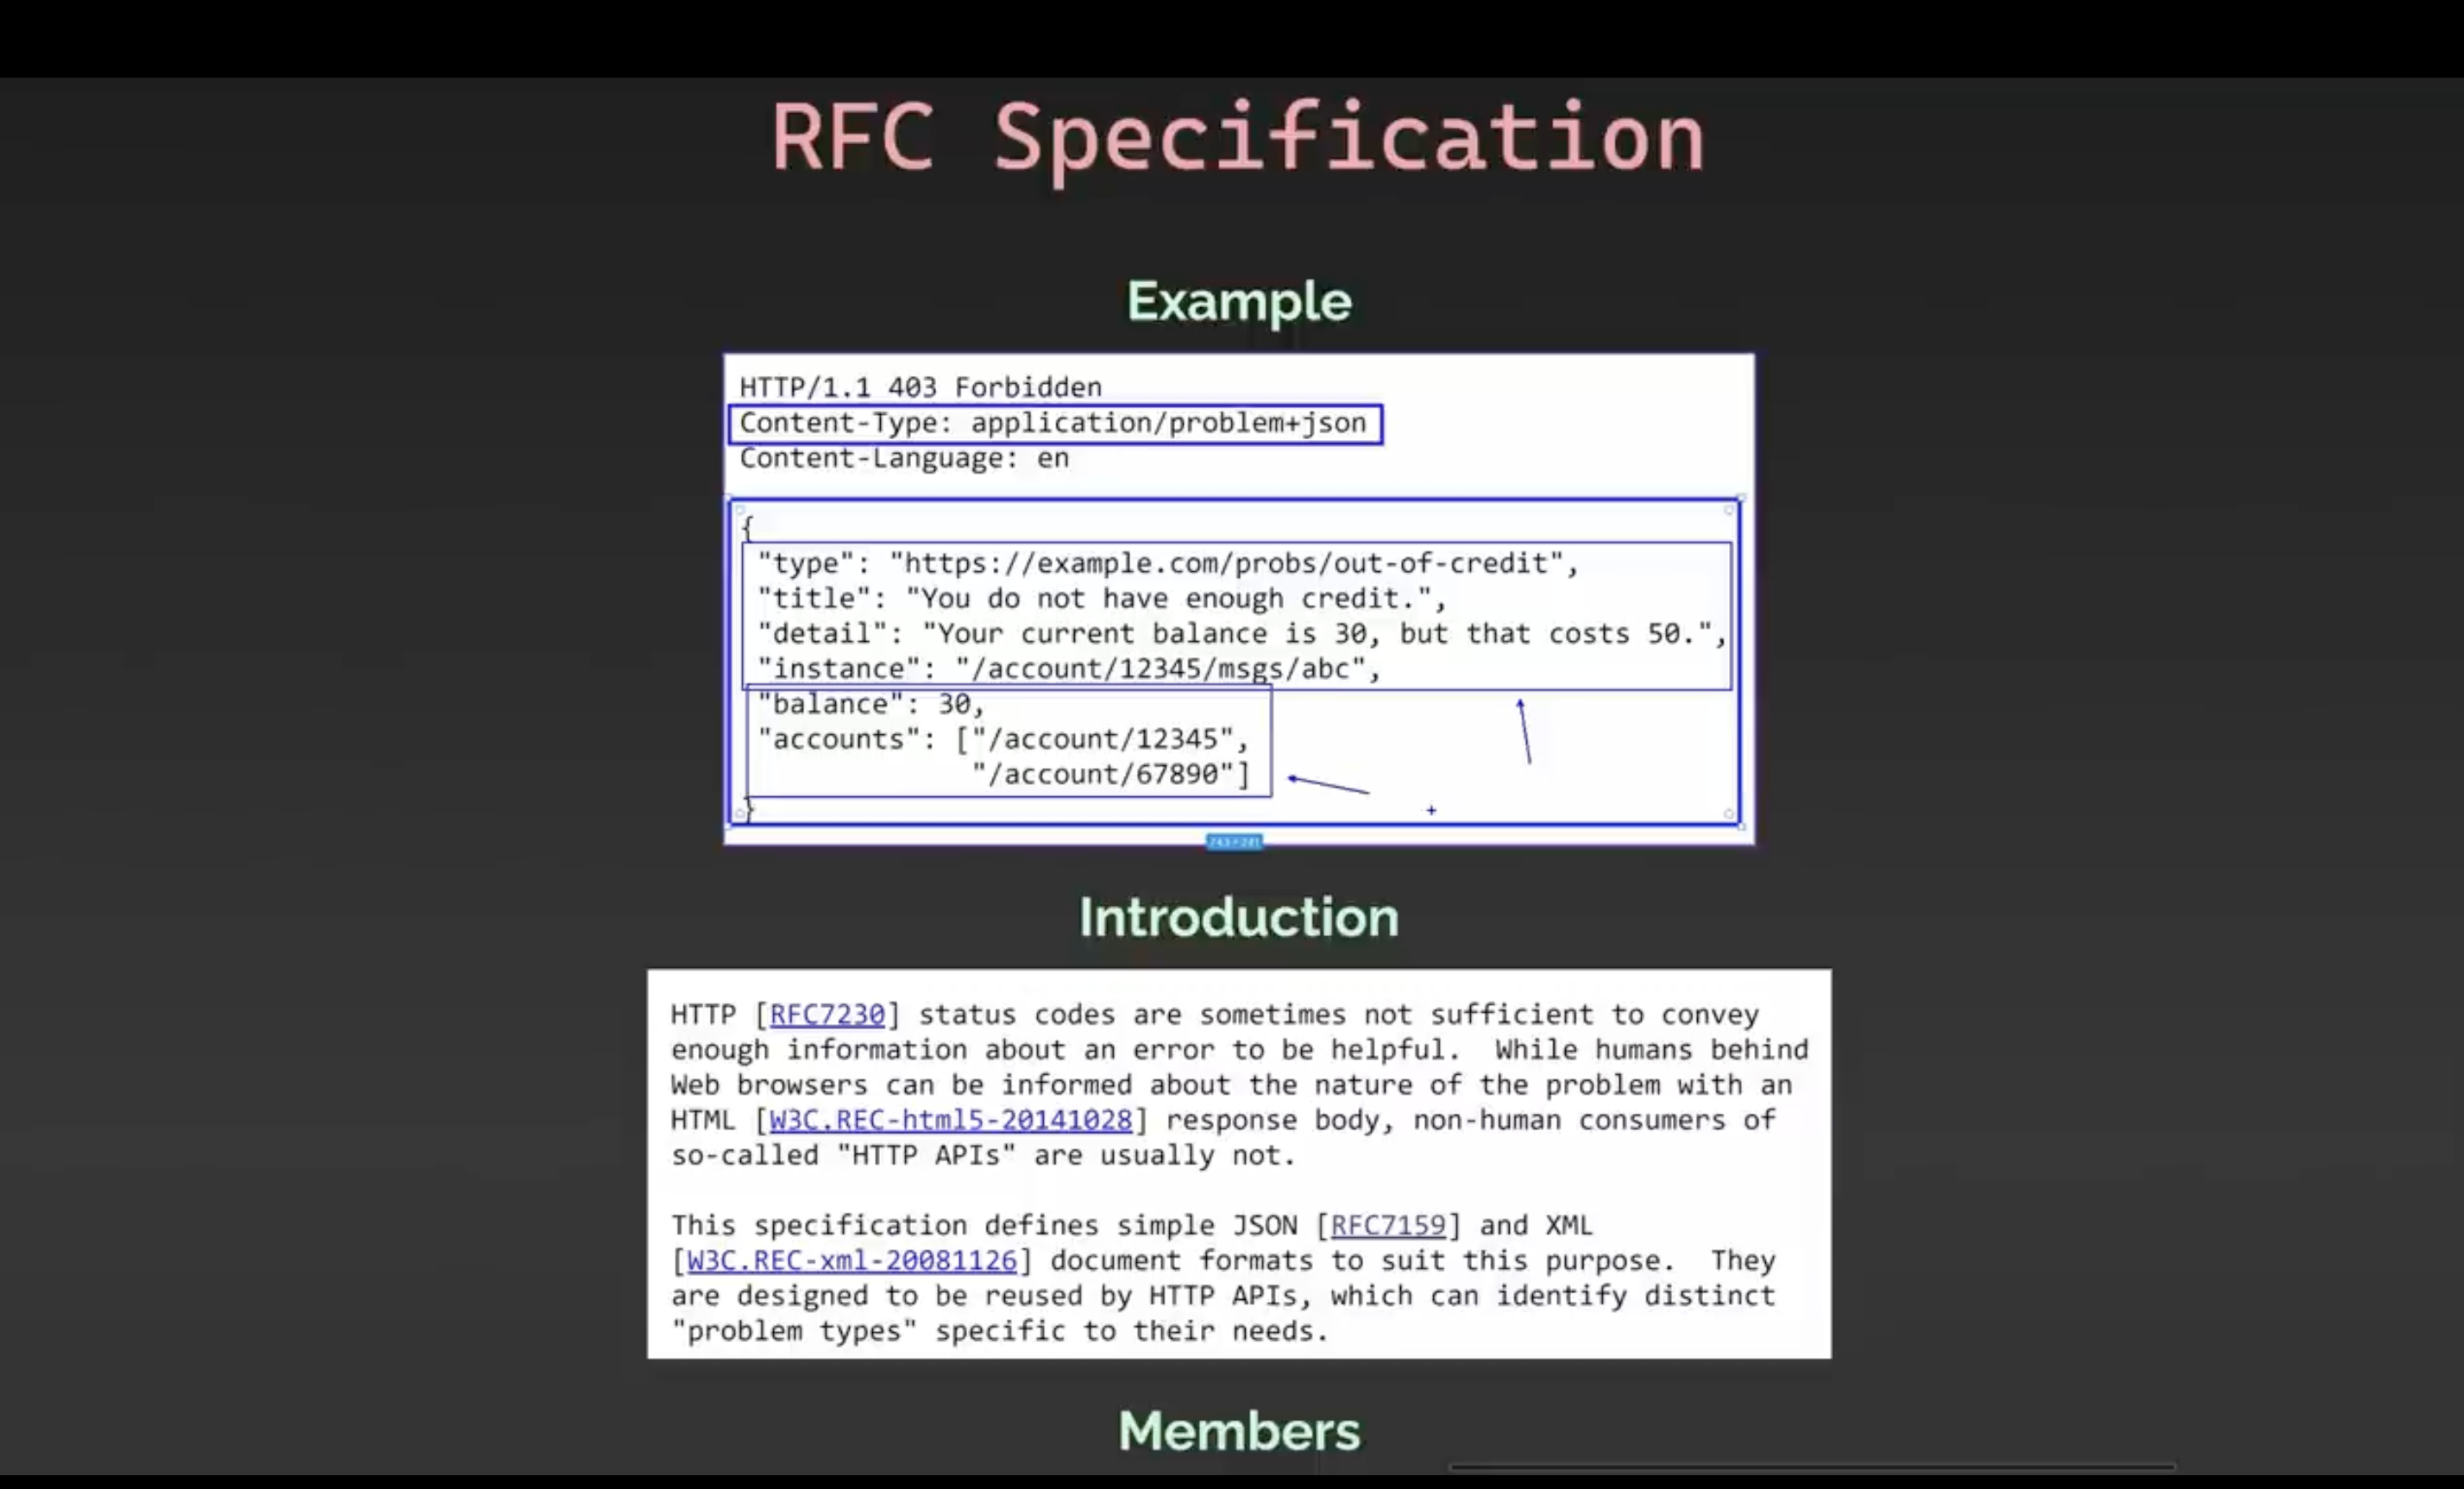 RFC Specification
Example
HTTP/1.1 403 Forbidden
Content-Type: application/problem+json
Content-Language: en
{
"type": "https://example.com/probs/out-of-credit",
"title": "You do not have enough credit.",
"detail": "Your current balance is 30, but that costs 50.",
"instance": "/account/12345/msgs/abc",
"balance": 30,
"accounts": ["/account/12345",
"/account/67890"]
}
Introduction
HTTP [RFC7230] status codes are sometimes not sufficient to convey
enough information about an error to be helpful.  While humans behind
Web browsers can be informed about the nature of the problem with an
HTML [W3C.REC-html5-20141028] response body, non-human consumers of
so-called "HTTP APIs" are usually not.
This specification defines simple JSON [RFC7159] and XML
[W3C.REC-xml-20081126] document formats to suit this purpose.  They
are designed to be reused by HTTP APIs, which can identify distinct
"problem types" specific to their needs.
Members